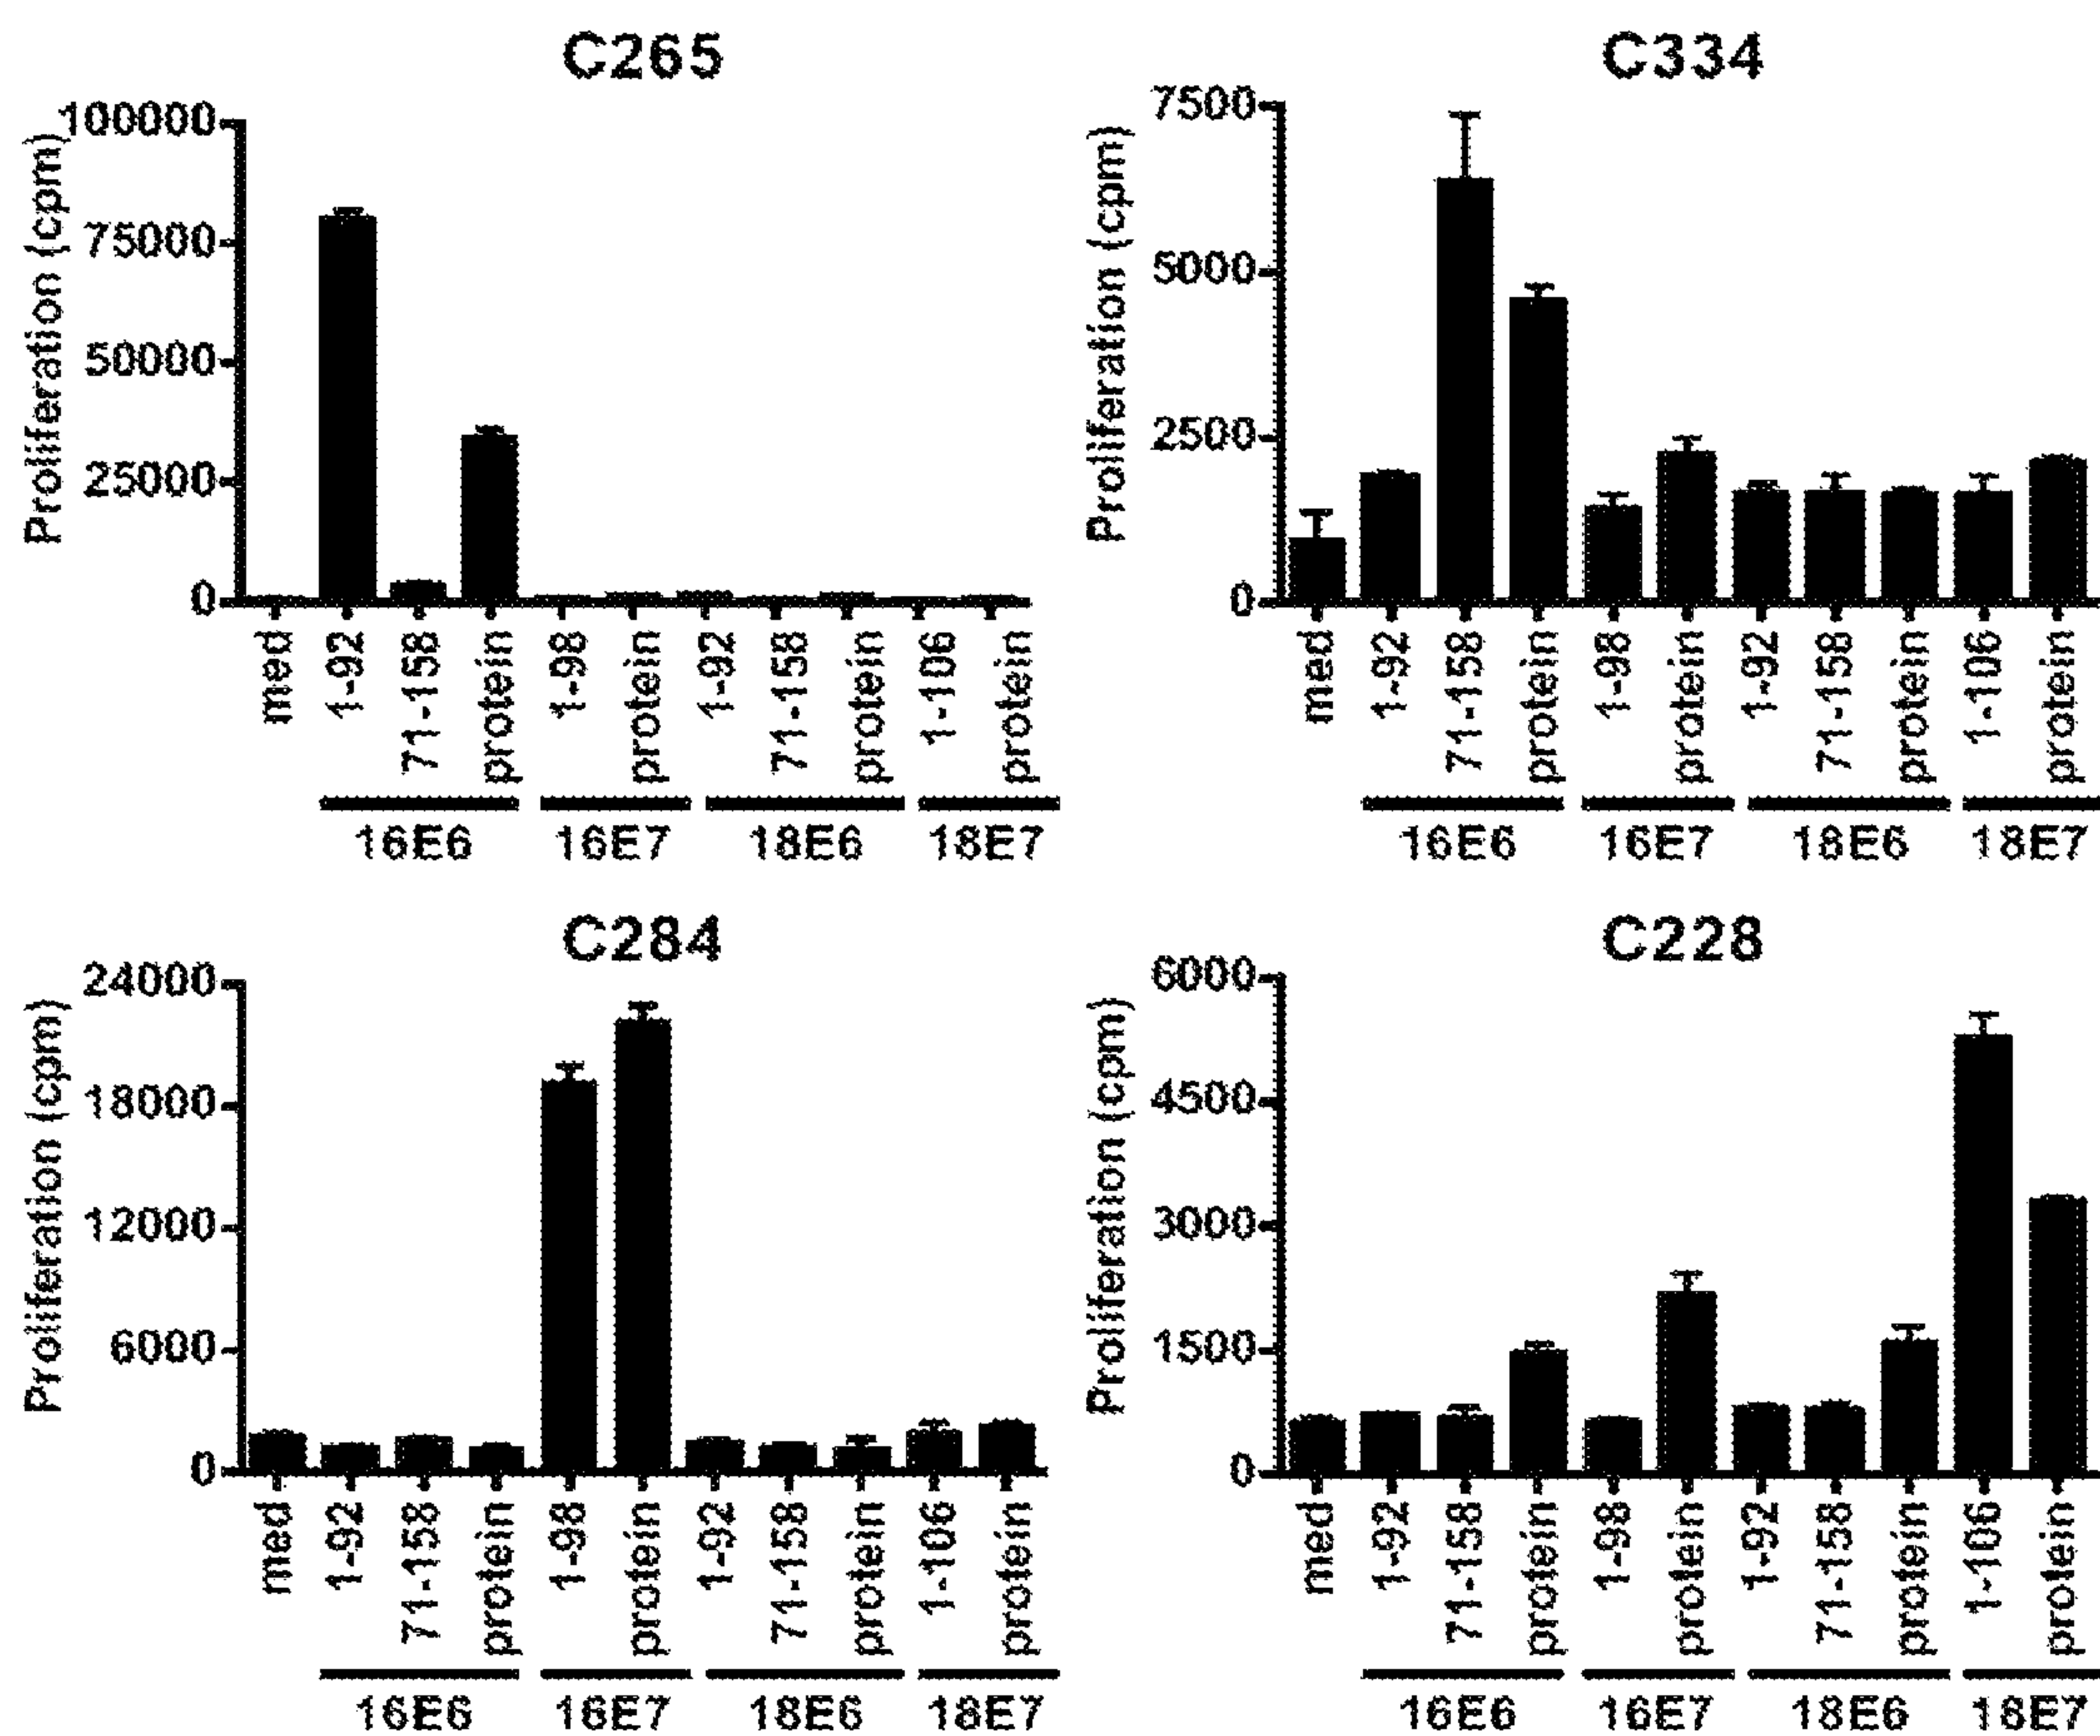 C265
Proliferation (cpm)
100000
75000
50000
25000
0
med
1-92
71-158
protein
1-98
protein
1-92
71-158
protein
1-106
protein
16E6
16E7
18E6
18E7
C334
Proliferation (cpm)
7500
5000
2500
0
med
1-92
71-158
protein
1-98
protein
1-92
71-158
protein
1-106
protein
16E6
16E7
18E6
18E7
C284
Proliferation (cpm)
24000
18000
12000
6000
0
med
1-92
71-158
protein
1-98
protein
1-92
71-158
protein
1-106
protein
16E6
16E7
18E6
18E7
C228
Proliferation (cpm)
6000
4500
3000
1500
0
med
1-92
71-158
protein
1-98
protein
1-92
71-158
protein
1-106
protein
16E6
16E7
18E6
18E7